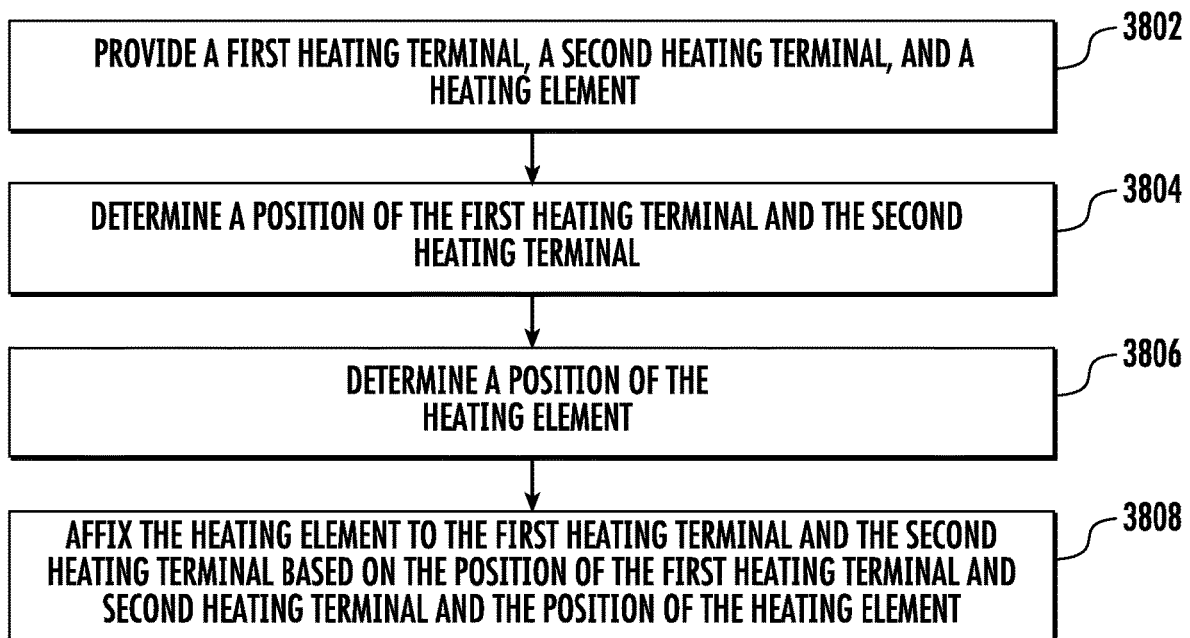 PROVIDE A FIRST HEATING TERMINAL, A SECOND HEATING TERMINAL, AND A
HEATING ELEMENT
3802
DETERMINE A POSITION OF THE FIRST HEATING TERMINAL AND THE SECOND
HEATING TERMINAL
3804
DETERMINE A POSITION OF THE
HEATING ELEMENT
3806
AFFIX THE HEATING ELEMENT TO THE FIRST HEATING TERMINAL AND THE SECOND
HEATING TERMINAL BASED ON THE POSITION OF THE FIRST HEATING TERMINAL AND
SECOND HEATING TERMINAL AND THE POSITION OF THE HEATING ELEMENT
3808